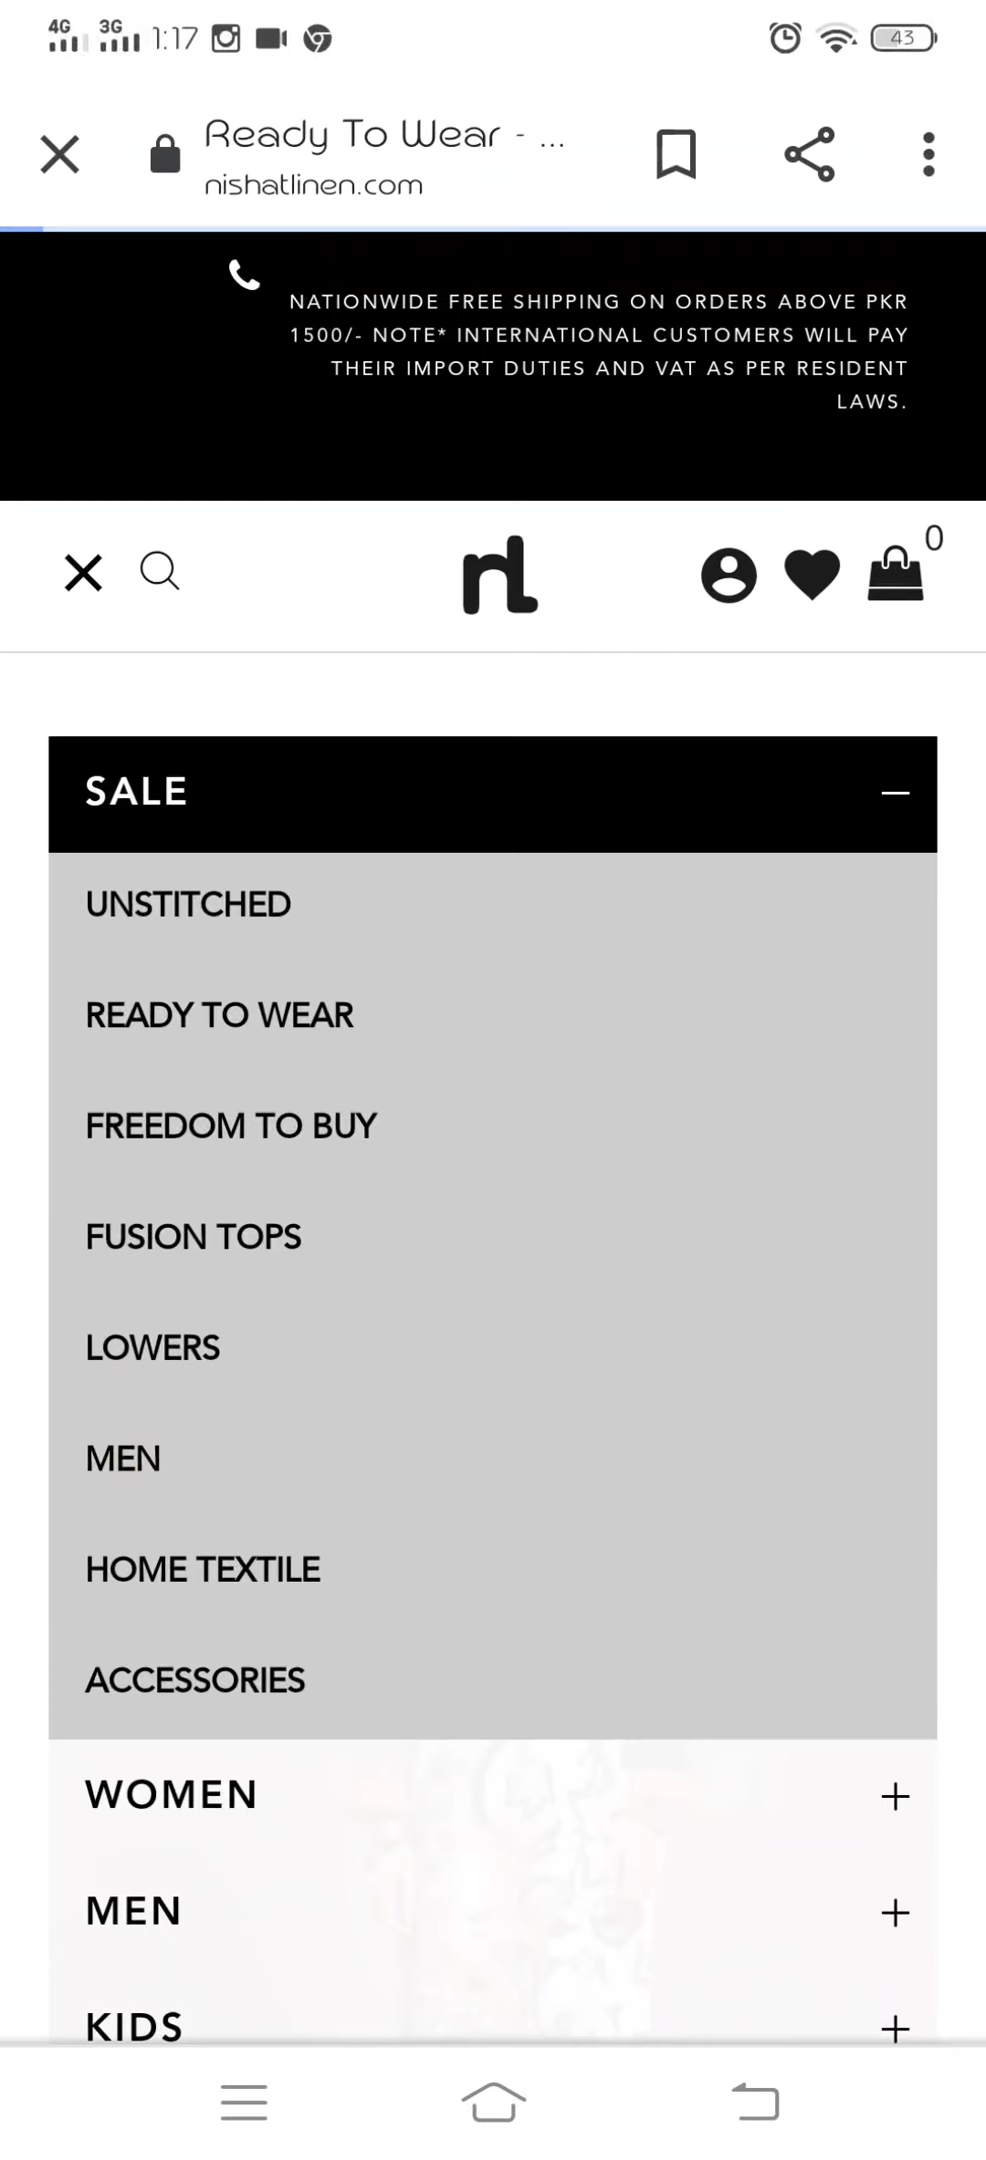 4G 3G 1:17 43
Ready To Wear - ...
nishatlinen.com
NATIONWIDE FREE SHIPPING ON ORDERS ABOVE PKR
1500/- NOTE* INTERNATIONAL CUSTOMERS WILL PAY
THEIR IMPORT DUTIES AND VAT AS PER RESIDENT
LAWS.
nl 0
SALE
UNSTITCHED
READY TO WEAR
FREEDOM TO BUY
FUSION TOPS
LOWERS
MEN
HOME TEXTILE
ACCESSORIES
WOMEN
MEN
KIDS